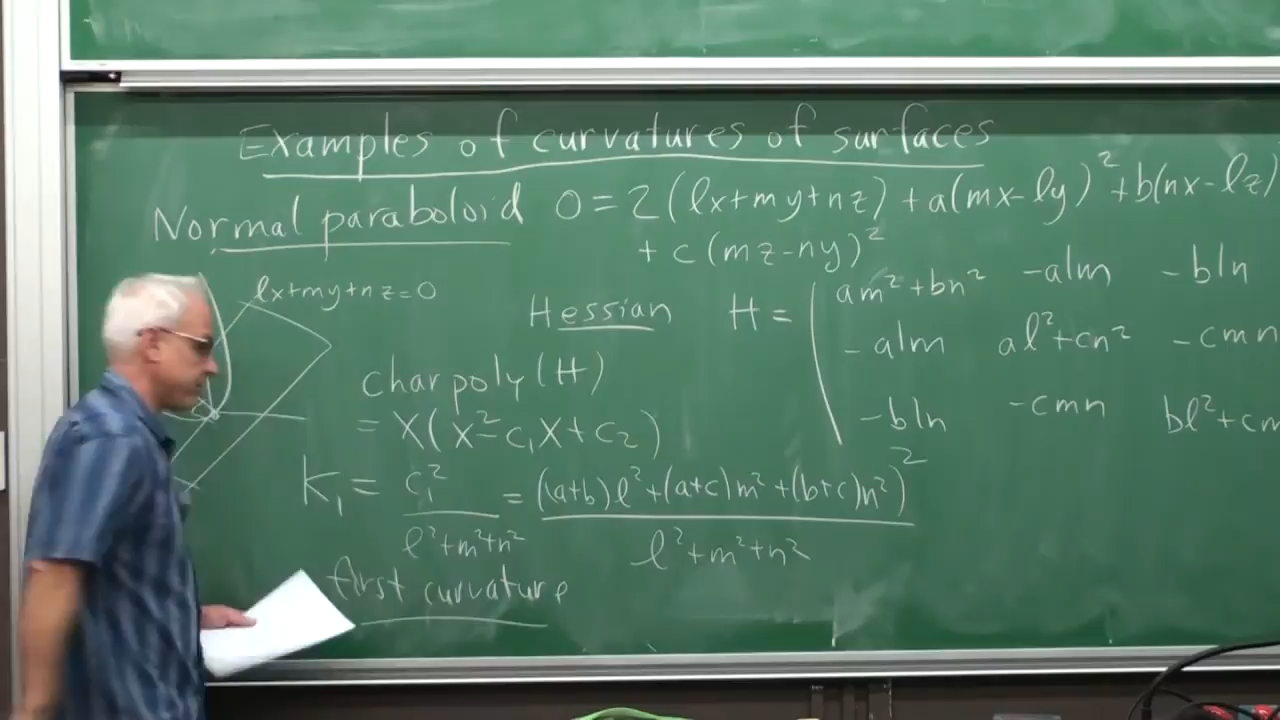 Examples of curvatures of surfaces
Normal paraboloid 0=2(lx+my+nz)+a(mx-ly)²+b(nx-lz)
+c(mz-ny)²
lx+my+nz=0
Hessian H=
am²+bn² -alm -bln
-alm al²+cn² -cmn
-bln -cmn bl²+cm
charpoly(H)
= X(X²-c₁X+c₂)
K₁ = c₁²/(l²+m²+n²) = ((a+b)l²+(a+c)m²+(b+c)n²)²/(l²+m²+n²)
first curvature